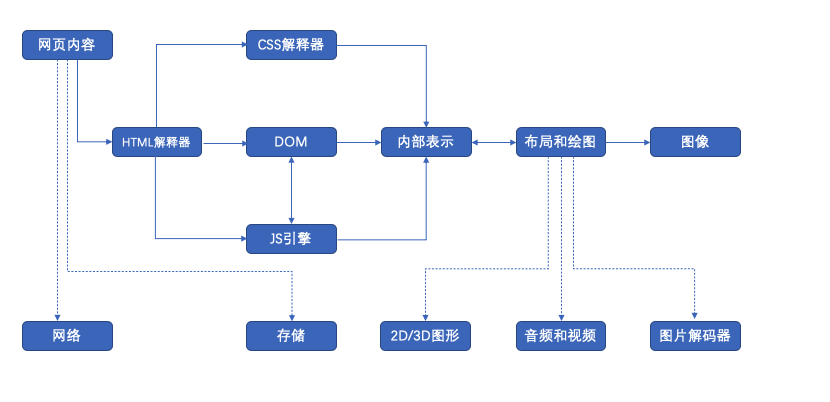 网页内容
CSS解释器
HTML解释器
DOM
内部表示
布局和绘图
图像
JS引擎
网络
存储
2D/3D图形
音频和视频
图片解码器